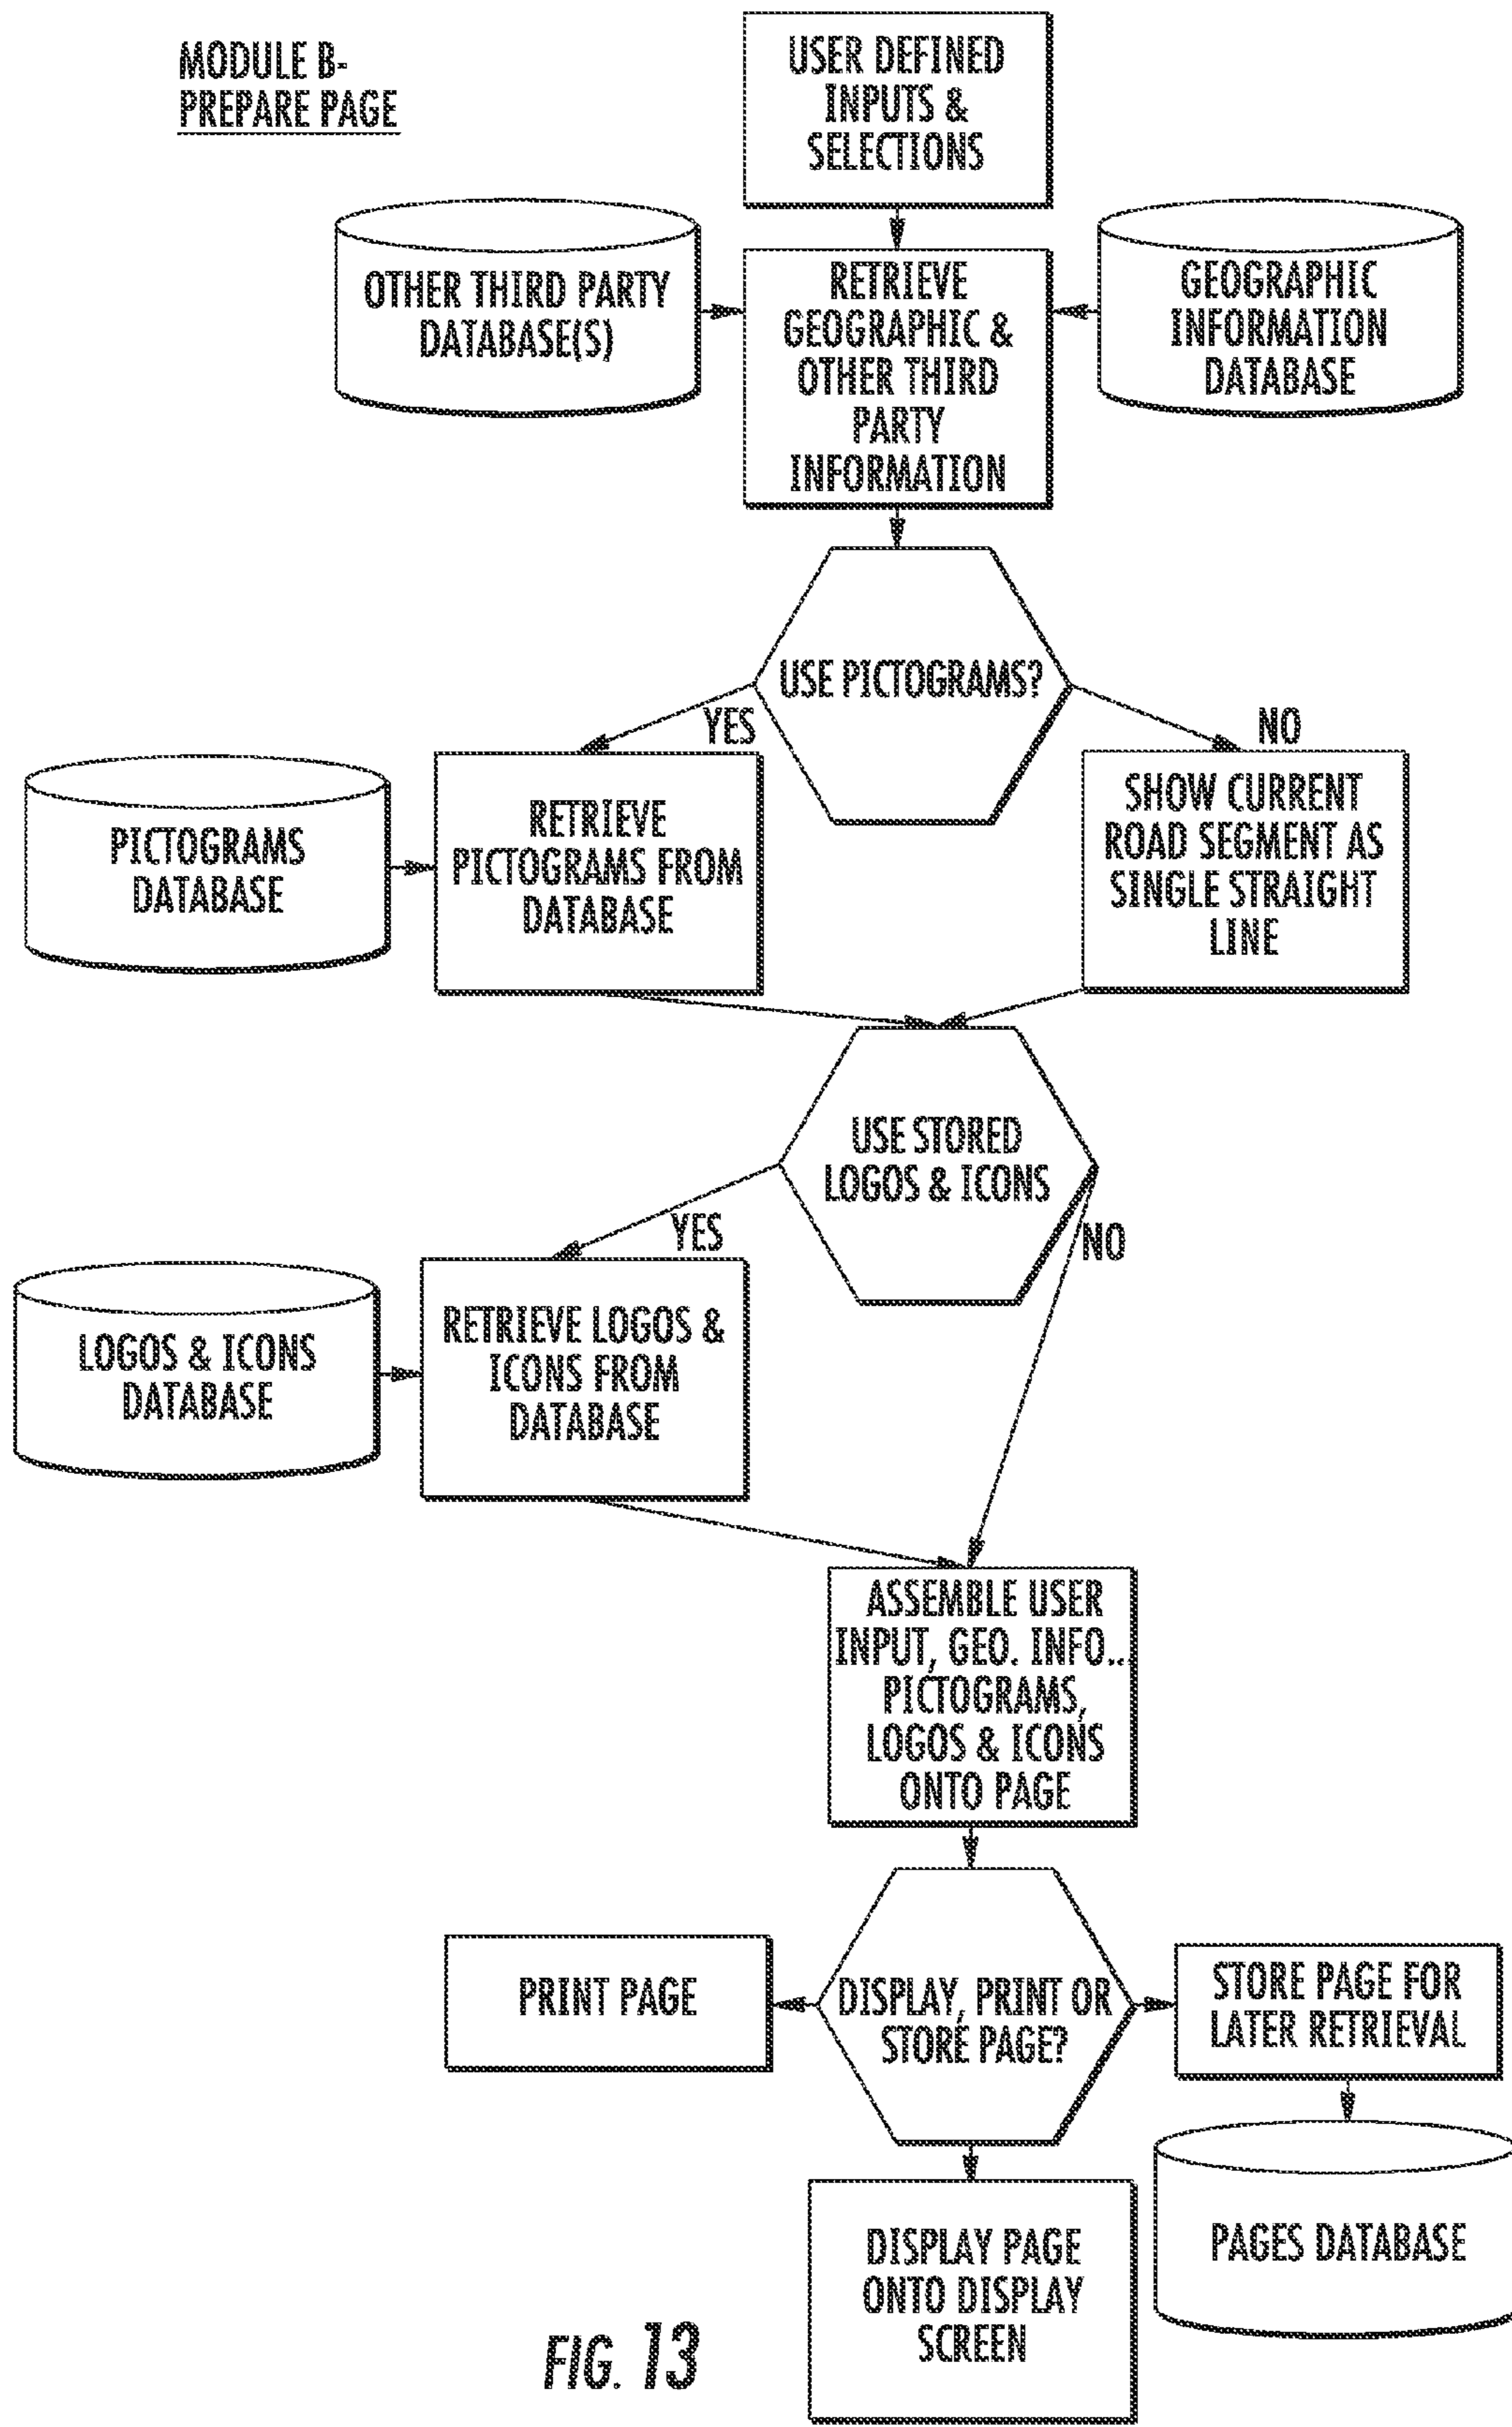 MODULE B-
PREPARE PAGE
USER DEFINED
INPUTS &
SELECTIONS
OTHER THIRD PARTY
DATABASE(S)
RETRIEVE
GEOGRAPHIC &
OTHER THIRD
PARTY
INFORMATION
GEOGRAPHIC
INFORMATION
DATABASE
USE PICTOGRAMS?
YES
NO
PICTOGRAMS
DATABASE
RETRIEVE
PICTOGRAMS FROM
DATABASE
SHOW CURRENT
ROAD SEGMENT AS
SINGLE STRAIGHT
LINE
USE STORED
LOGOS & ICONS
YES
NO
LOGOS & ICONS
DATABASE
RETRIEVE LOGOS &
ICONS FROM
DATABASE
ASSEMBLE USER
INPUT, GEO. INFO..
PICTOGRAMS,
LOGOS & ICONS
ONTO PAGE
PRINT PAGE
DISPLAY, PRINT OR
STORE PAGE?
STORE PAGE FOR
LATER RETRIEVAL
DISPLAY PAGE
ONTO DISPLAY
SCREEN
PAGES DATABASE
FIG. 13